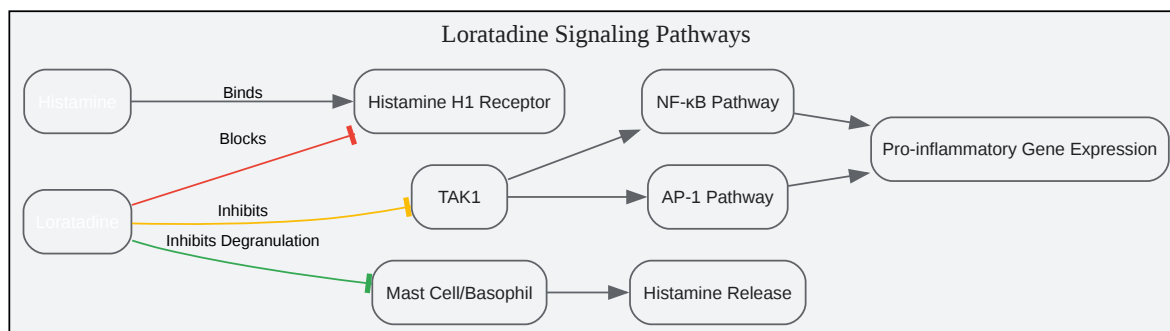 Loratadine Signaling Pathways
Histamine
Binds
Histamine H1 Receptor
NF-κB Pathway
Pro-inflammatory Gene Expression
Blocks
Loratadine
Inhibits
TAK1
AP-1 Pathway
Inhibits Degranulation
Mast Cell/Basophil
Histamine Release